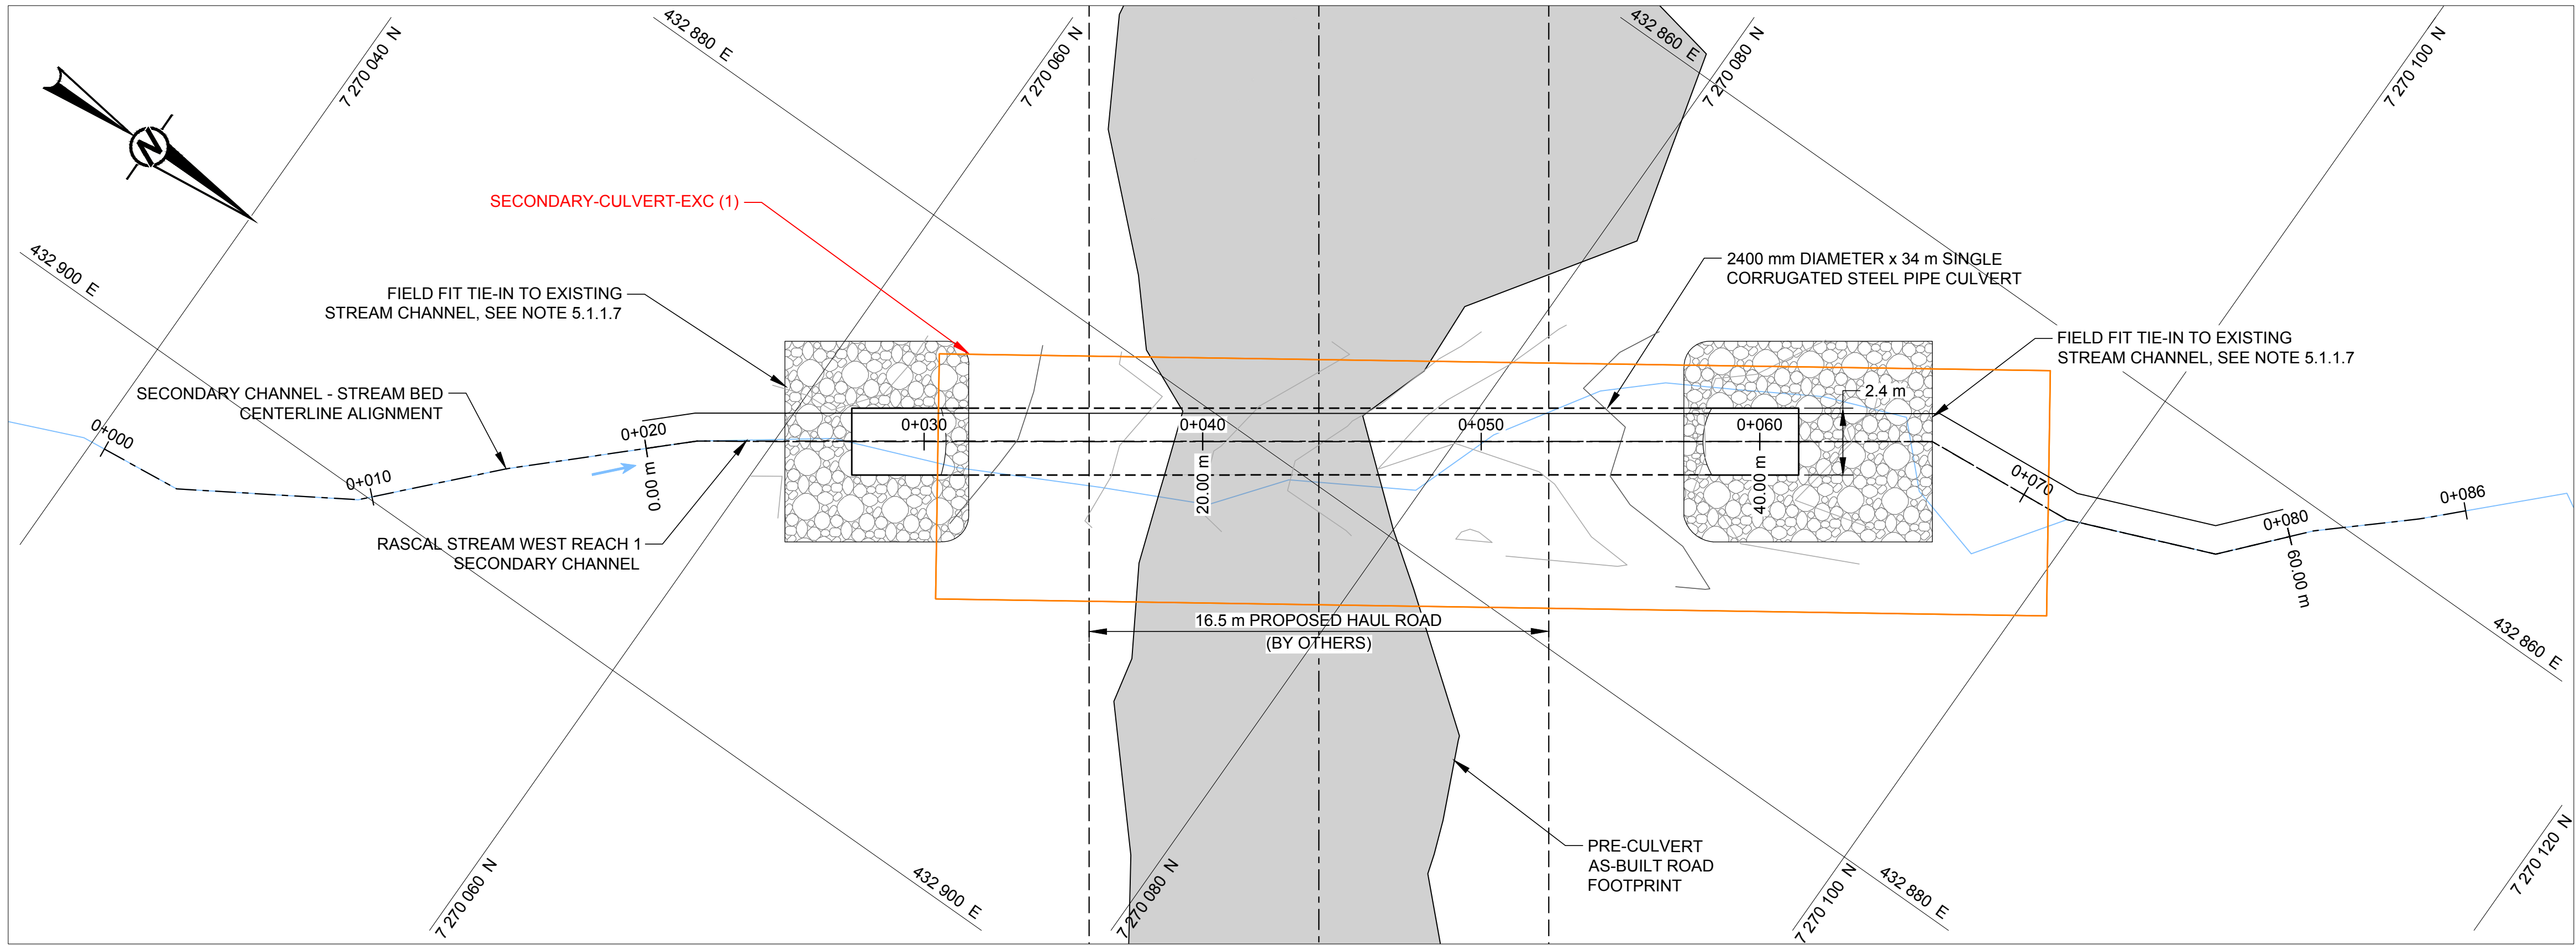 7 270 040 N
432 880 E
7 270 060 N
432 860 E
7 270 080 N
7 270 100 N
N
432 900 E
SECONDARY-CULVERT-EXC (1)
FIELD FIT TIE-IN TO EXISTING
STREAM CHANNEL, SEE NOTE 5.1.1.7
2400 mm DIAMETER x 34 m SINGLE
CORRUGATED STEEL PIPE CULVERT
FIELD FIT TIE-IN TO EXISTING
STREAM CHANNEL, SEE NOTE 5.1.1.7
SECONDARY CHANNEL - STREAM BED
CENTERLINE ALIGNMENT
2.4 m
0+000
0+010
0+020
0+030
0+040
0+050
0+060
0+070
0+080
0+086
0.00 m
20.00 m
40.00 m
60.00 m
RASCAL STREAM WEST REACH 1
SECONDARY CHANNEL
16.5 m PROPOSED HAUL ROAD
(BY OTHERS)
432 860 E
PRE-CULVERT
AS-BUILT ROAD
FOOTPRINT
7 270 060 N
432 900 E
7 270 080 N
7 270 100 N
432 880 E
7 270 120 N